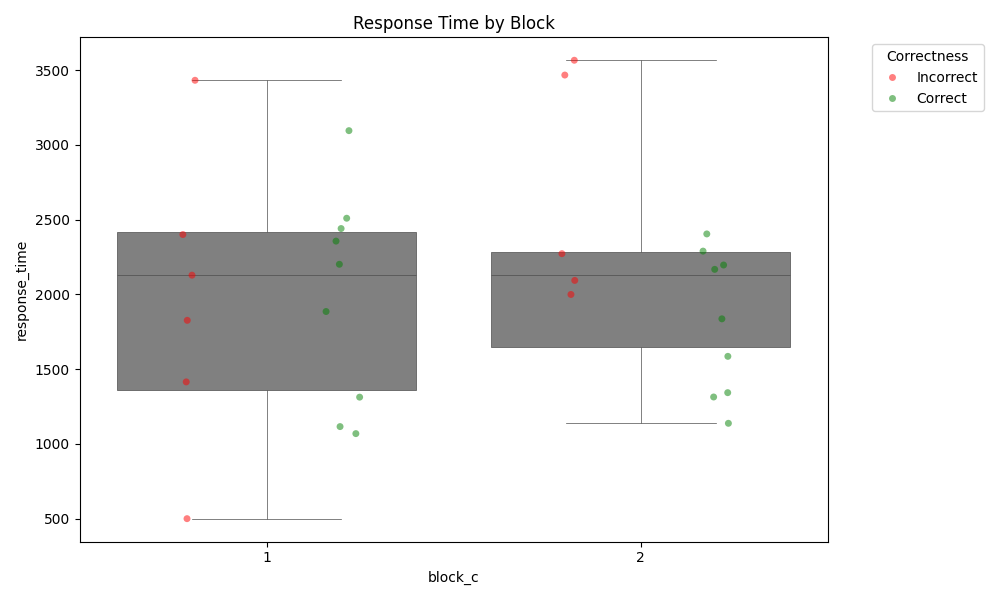 Response Time by Block
response_time
3500
3000
2500
2000
1500
1000
500
1
2
block_c
Correctness
Incorrect
Correct